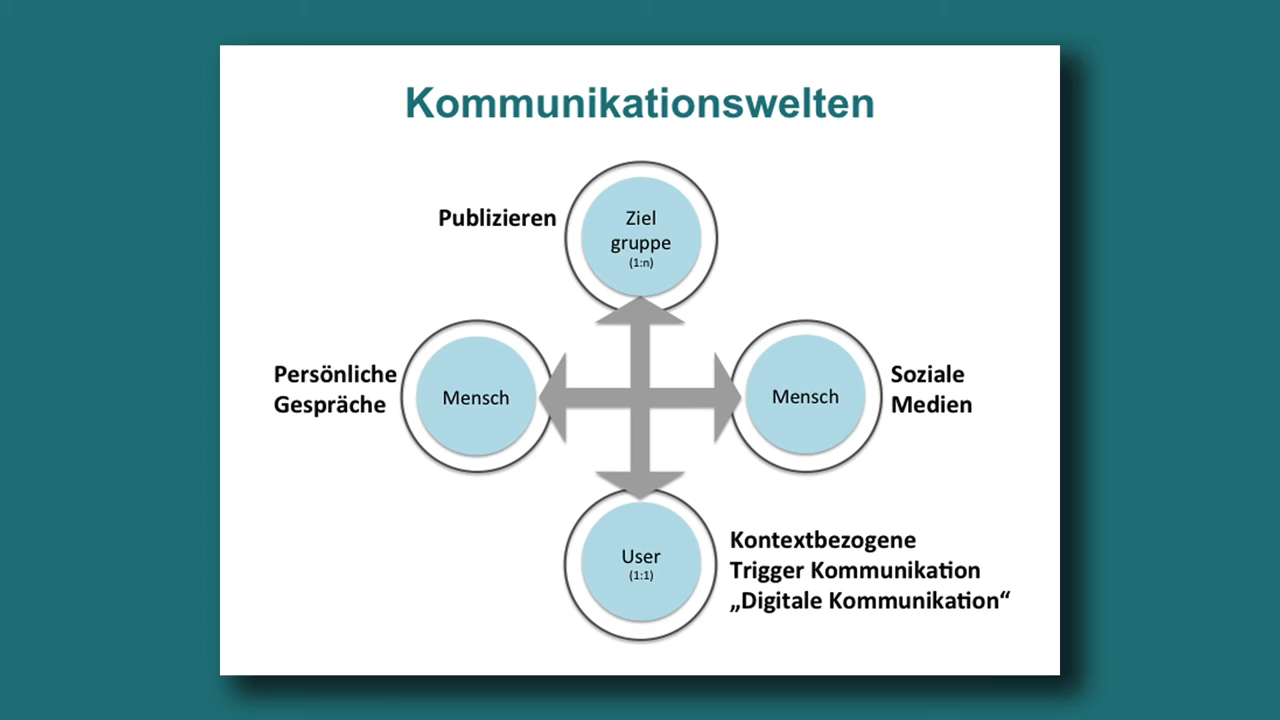 Kommunikationswelten
Publizieren
Ziel
gruppe
(1:n)
Persönliche
Gespräche
Mensch
Mensch
Soziale
Medien
User
(1:1)
Kontextbezogene
Trigger Kommunikation
„Digitale Kommunikation“